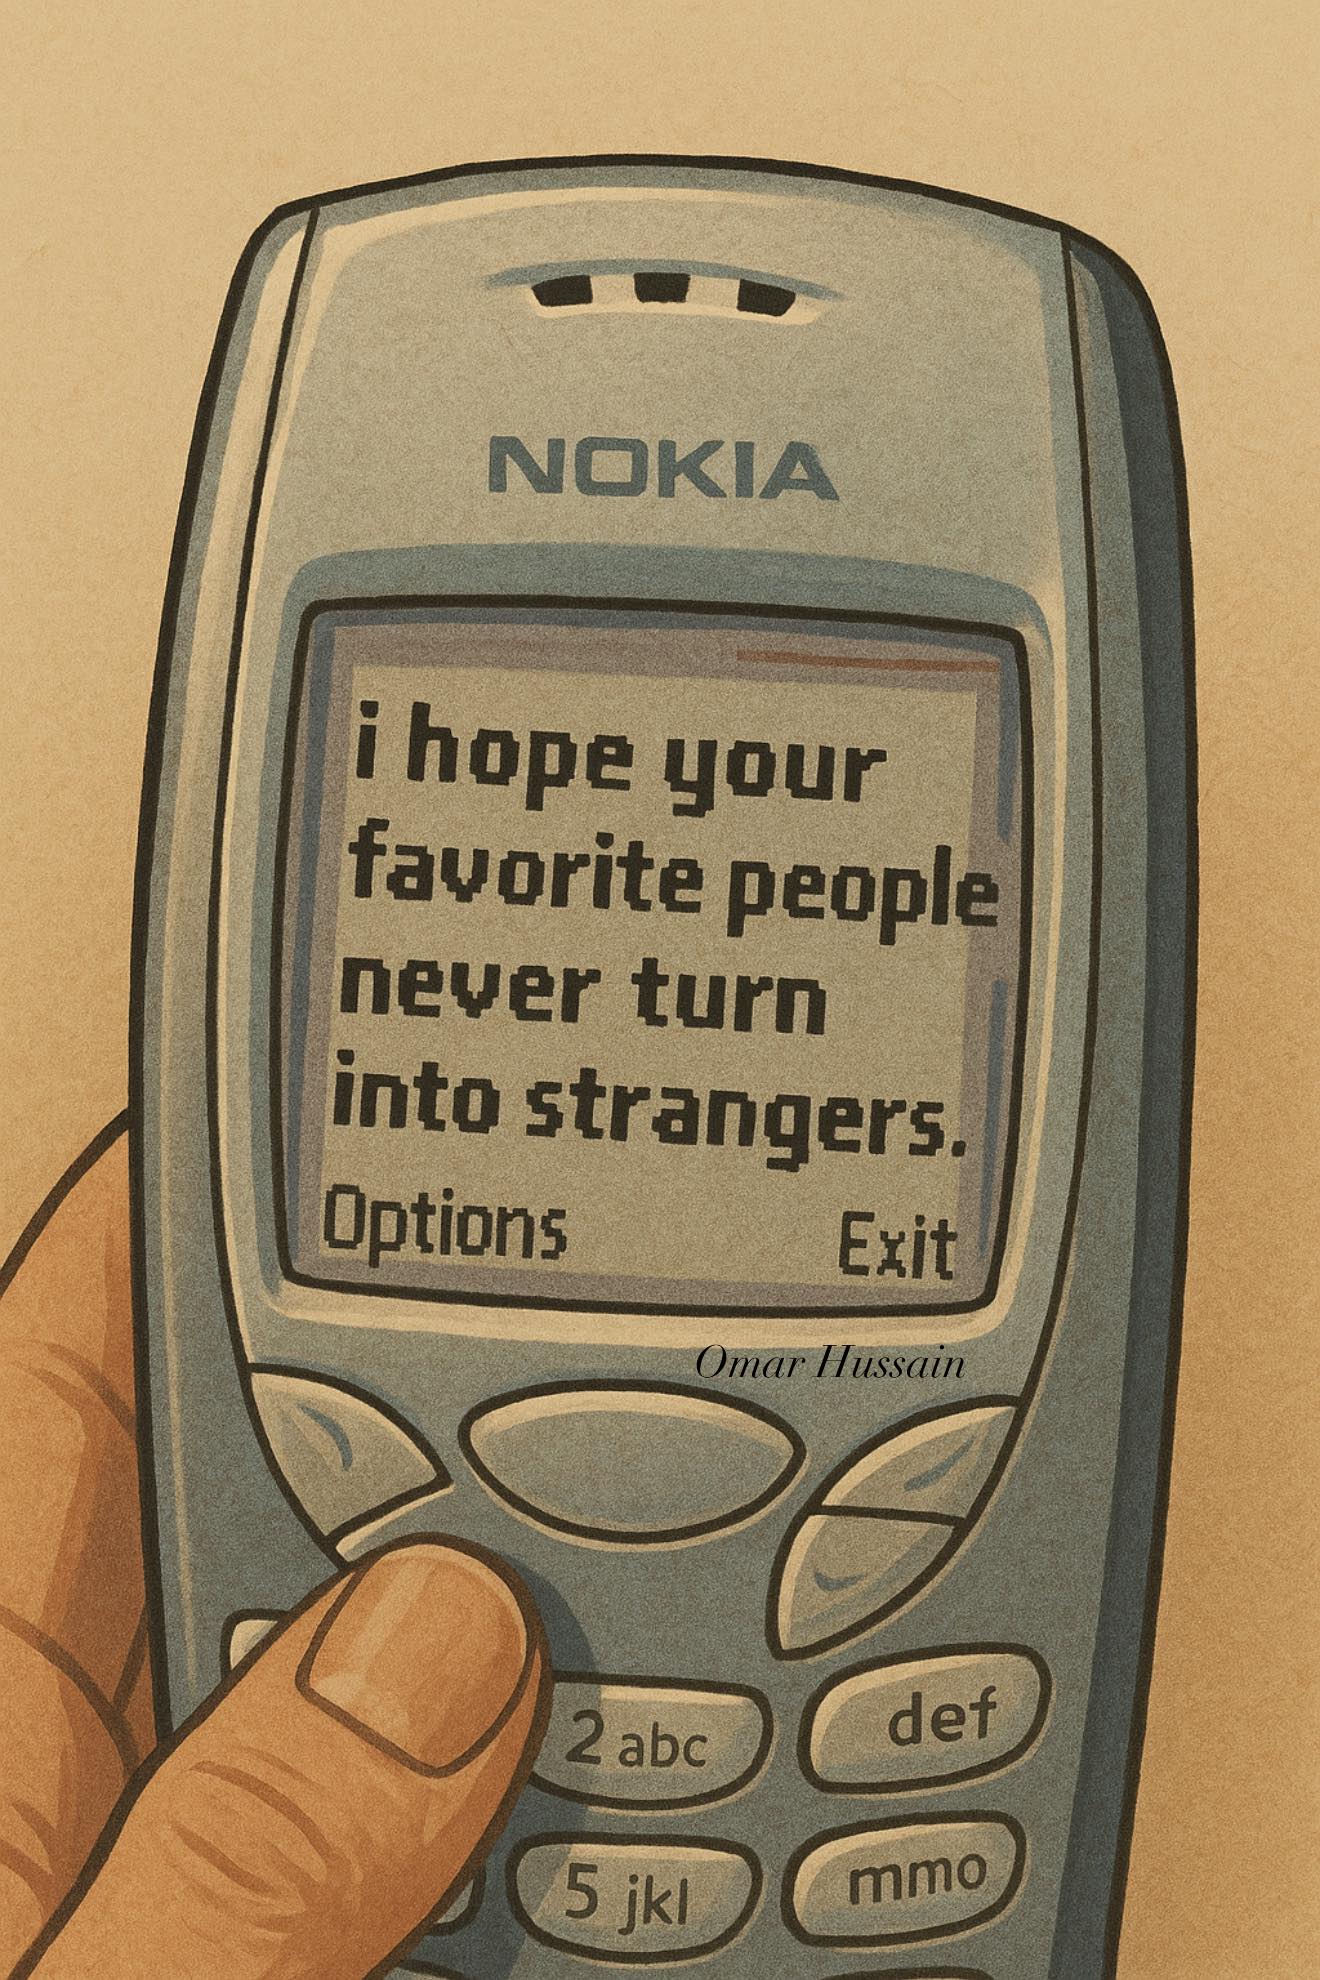 NOKIA
i hope your
favorite people
never turn
into strangers.
Options Exit
Omar Hussain
2 abc def
5 jkl mmo